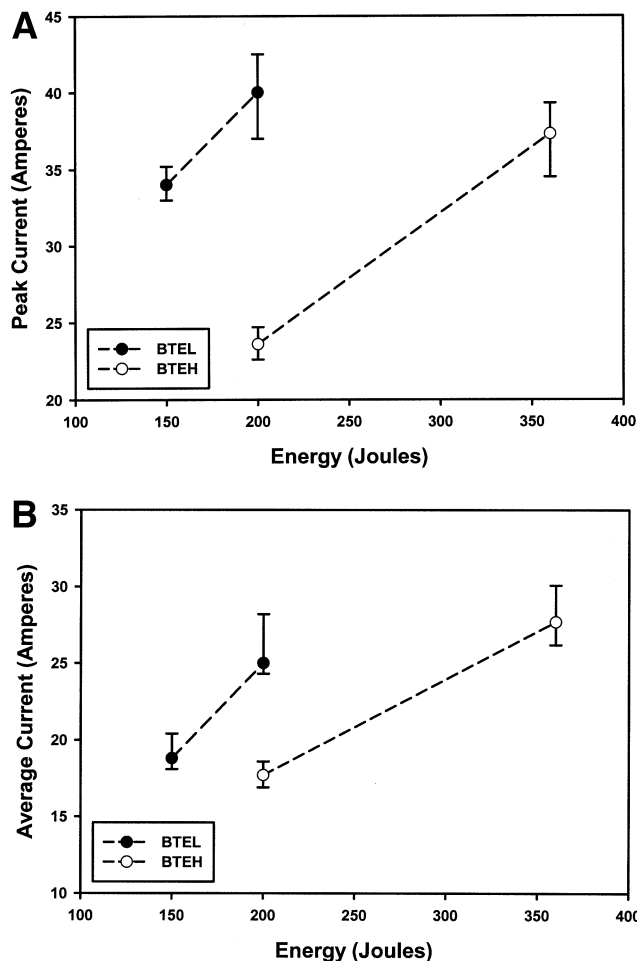 A
45
40
35
30
25
20
Peak Current (Amperes)
BTEL
BTEH
100 150 200 250 300 350 400
Energy (Joules)
B
35
30
25
20
15
10
Average Current (Amperes)
BTEL
BTEH
100 150 200 250 300 350 400
Energy (Joules)